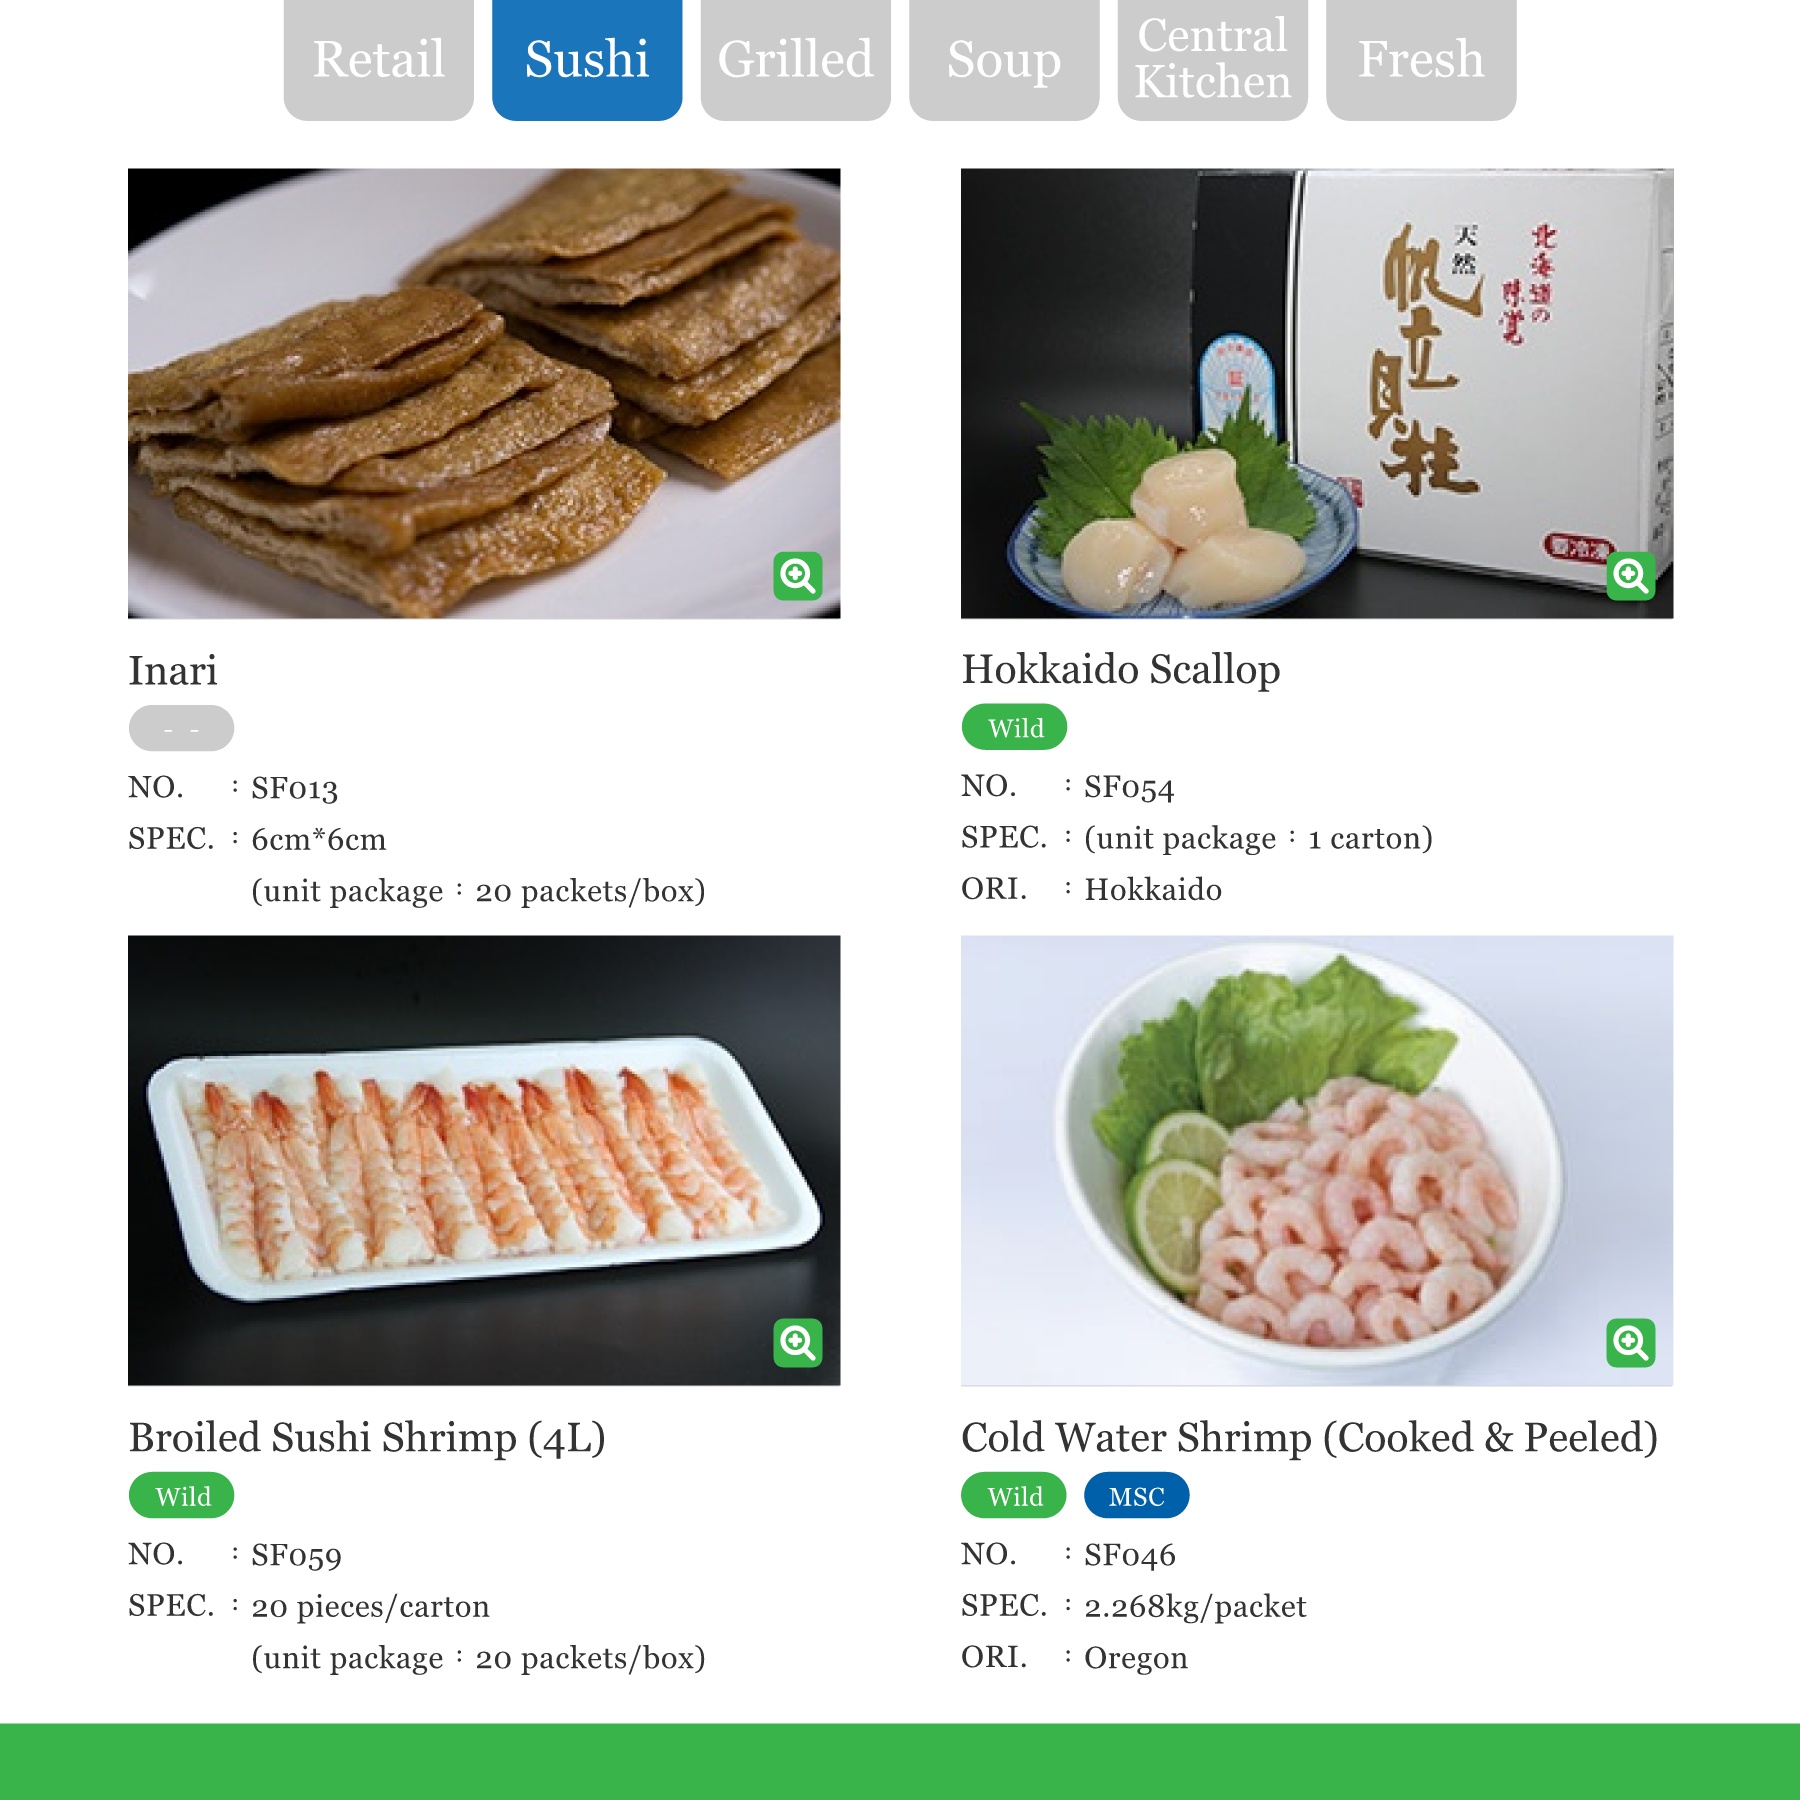 Retail
Sushi
Grilled
Soup
Central
Kitchen
Fresh
天然
帆立貝柱
北海道の
味覚
要冷凍
Inari
- -
NO. : SF013
SPEC. : 6cm*6cm
(unit package : 20 packets/box)
Hokkaido Scallop
Wild
NO. : SF054
SPEC. : (unit package : 1 carton)
ORI. : Hokkaido
Broiled Sushi Shrimp (4L)
Wild
NO. : SF059
SPEC. : 20 pieces/carton
(unit package : 20 packets/box)
Cold Water Shrimp (Cooked & Peeled)
Wild
MSC
NO. : SF046
SPEC. : 2.268kg/packet
ORI. : Oregon